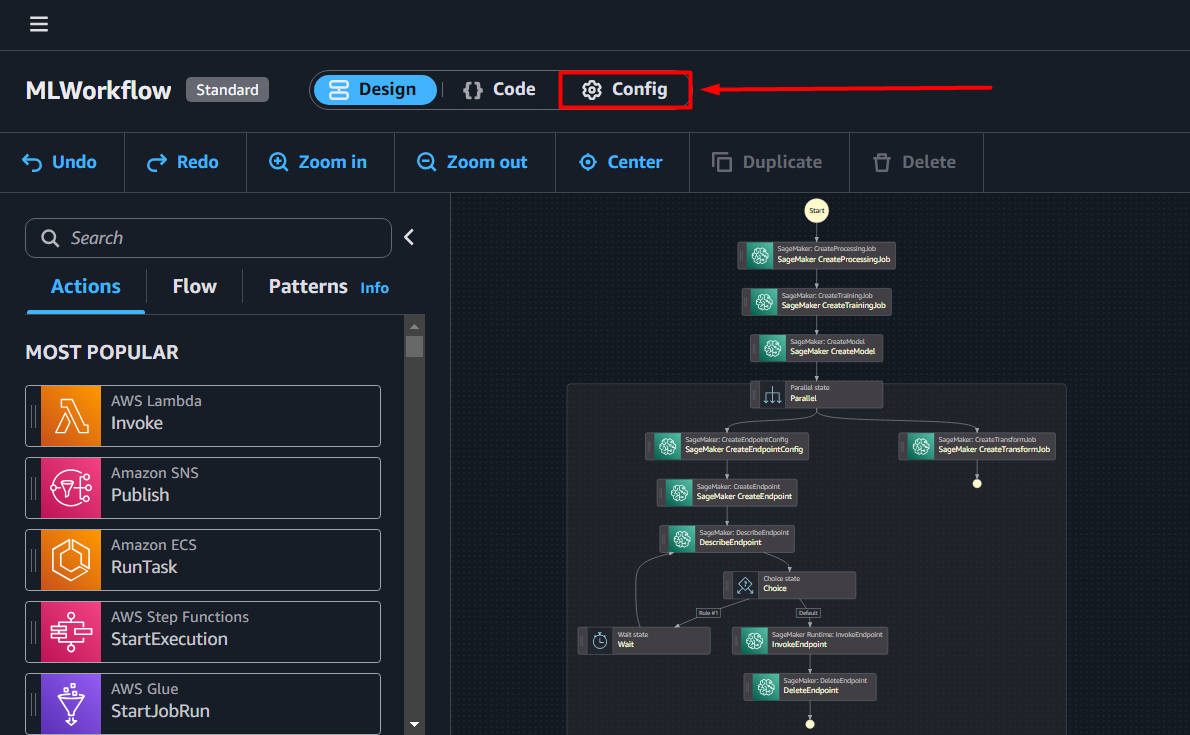 MLWorkflow Standard Design {} Code Config
Undo Redo Zoom in Zoom out Center Duplicate Delete
Search
Actions Flow Patterns Info
MOST POPULAR
AWS Lambda
Invoke
Amazon SNS
Publish
Amazon ECS
RunTask
AWS Step Functions
StartExecution
AWS Glue
StartJobRun
Start
SageMaker: CreateProcessingJob
SageMaker CreateProcessingJob
SageMaker: CreateTrainingJob
SageMaker CreateTrainingJob
SageMaker: CreateModel
SageMaker CreateModel
Parallel state
Parallel
SageMaker: CreateEndpointConfig
SageMaker CreateEndpointConfig
SageMaker: CreateTransformJob
SageMaker CreateTransformJob
SageMaker: CreateEndpoint
SageMaker CreateEndpoint
SageMaker: DescribeEndpoint
DescribeEndpoint
Choice state
Choice
Rule #1
Default
Wait state
Wait
SageMaker Runtime: InvokeEndpoint
InvokeEndpoint
SageMaker: DeleteEndpoint
DeleteEndpoint